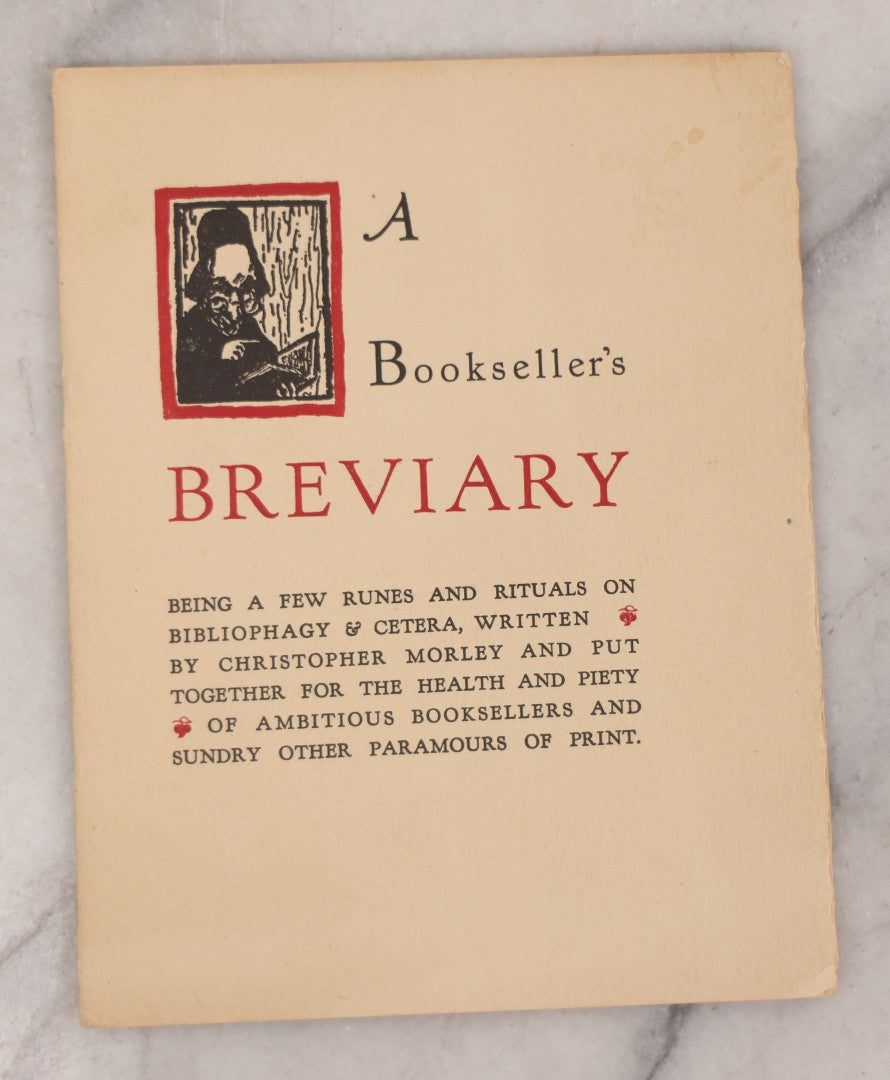 A
Bookseller's
BREVIARY
BEING A FEW RUNES AND RITUALS ON
BIBLIOPHAGY & CETERA, WRITTEN
BY CHRISTOPHER MORLEY AND PUT
TOGETHER FOR THE HEALTH AND PIETY
OF AMBITIOUS BOOKSELLERS AND
SUNDRY OTHER PARAMOURS OF PRINT.